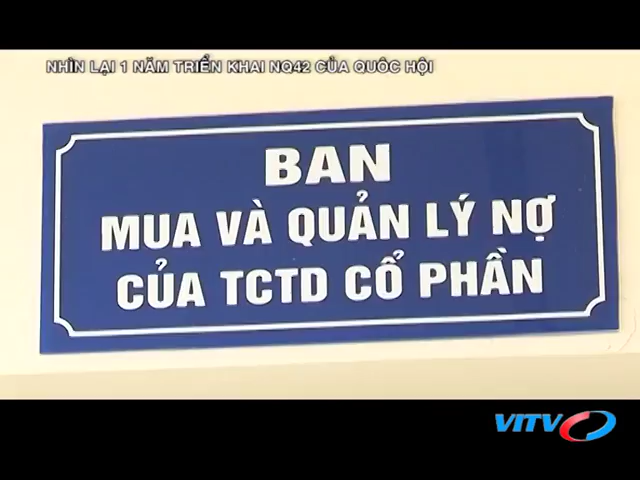 NHÌN LẠI 1 NĂM TRIỂN KHAI NQ42 CỦA QUỐC HỘI
BAN
MUA VÀ QUẢN LÝ NỢ
CỦA TCTD CỔ PHẦN
VITV